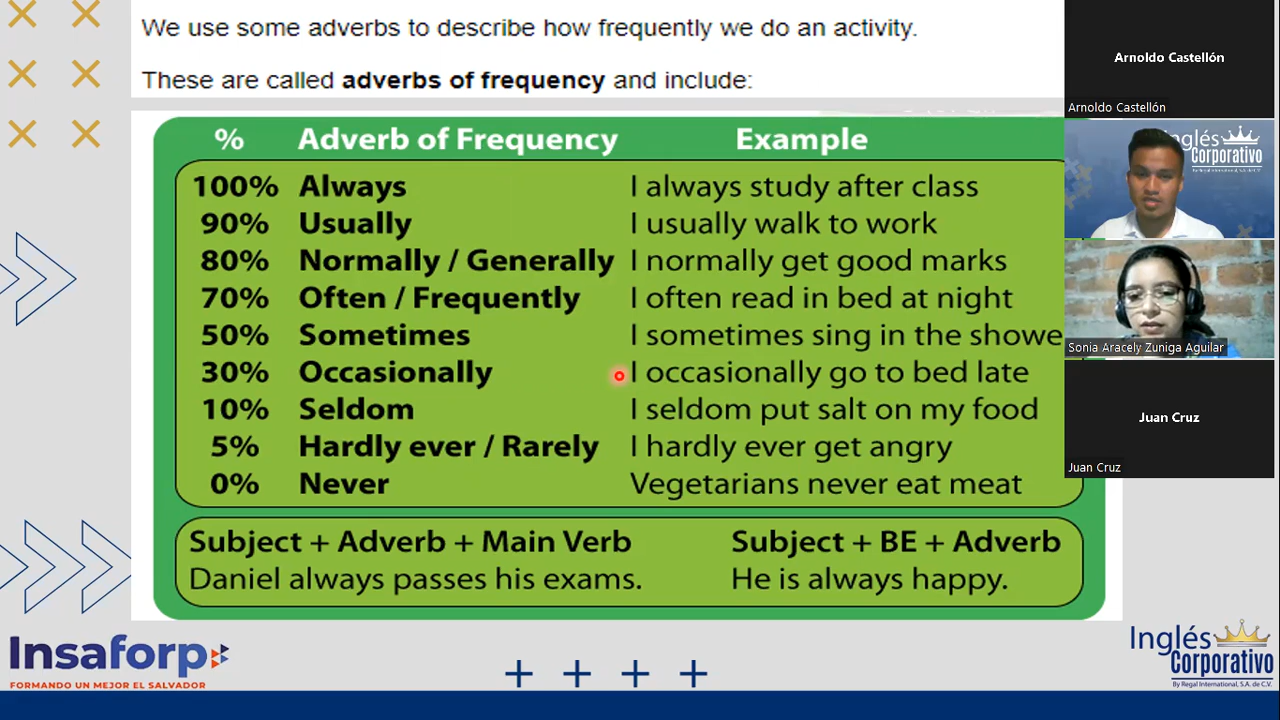 We use some adverbs to describe how frequently we do an activity.
These are called adverbs of frequency and include:
% Adverb of Frequency Example
100% Always I always study after class
90% Usually I usually walk to work
80% Normally / Generally I normally get good marks
70% Often / Frequently I often read in bed at night
50% Sometimes I sometimes sing in the showe
30% Occasionally I occasionally go to bed late
10% Seldom I seldom put salt on my food
5% Hardly ever / Rarely I hardly ever get angry
0% Never Vegetarians never eat meat
Subject + Adverb + Main Verb Subject + BE + Adverb
Daniel always passes his exams. He is always happy.
Insaforp
FORMANDO UN MEJOR EL SALVADOR
Inglés
Corporativo
By Regal International, S.A. de C.V.
Arnoldo Castellón
Arnoldo Castellón
nglés
Corporativo
By Regal International, S.A. de C.V.
Sonia Aracely Zuniga Aguilar
Juan Cruz
Juan Cruz